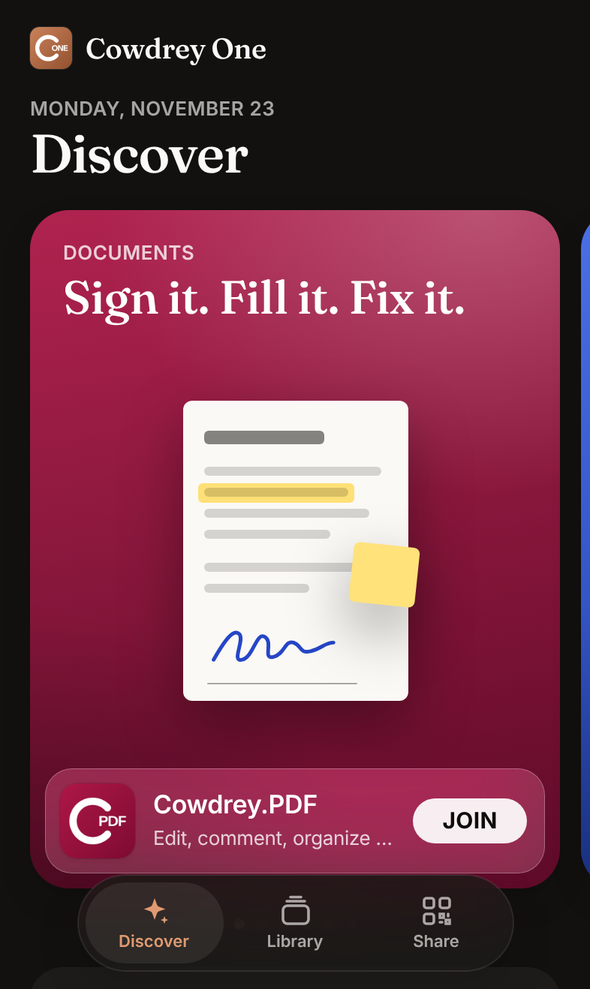 ONE
Cowdrey One
MONDAY, NOVEMBER 23
Discover
DOCUMENTS
Sign it. Fill it. Fix it.
PDF
Cowdrey.PDF
Edit, comment, organize ...
JOIN
Discover
Library
Share